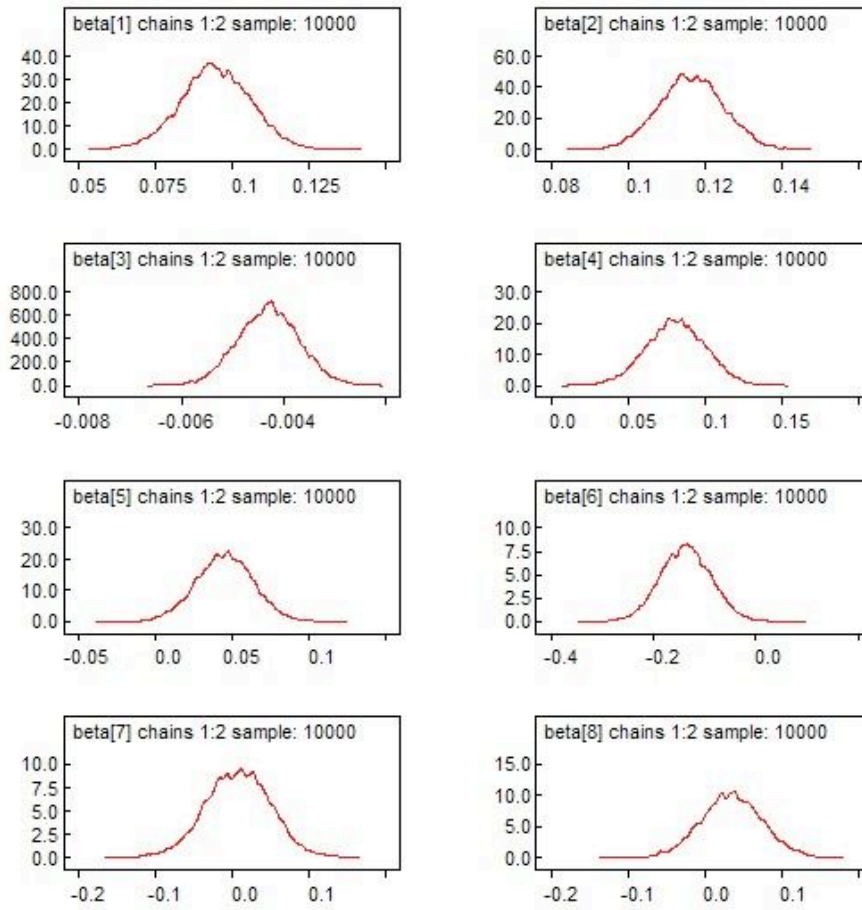 beta[1] chains 1:2 sample: 10000
40.0
30.0
20.0
10.0
0.0
0.05 0.075 0.1 0.125
beta[2] chains 1:2 sample: 10000
60.0
40.0
20.0
0.0
0.08 0.1 0.12 0.14
beta[3] chains 1:2 sample: 10000
800.0
600.0
400.0
200.0
0.0
-0.008 -0.006 -0.004
beta[4] chains 1:2 sample: 10000
30.0
20.0
10.0
0.0
0.0 0.05 0.1 0.15
beta[5] chains 1:2 sample: 10000
30.0
20.0
10.0
0.0
-0.05 0.0 0.05 0.1
beta[6] chains 1:2 sample: 10000
10.0
7.5
5.0
2.5
0.0
-0.4 -0.2 0.0
beta[7] chains 1:2 sample: 10000
10.0
7.5
5.0
2.5
0.0
-0.2 -0.1 0.0 0.1
beta[8] chains 1:2 sample: 10000
15.0
10.0
5.0
0.0
-0.2 -0.1 0.0 0.1